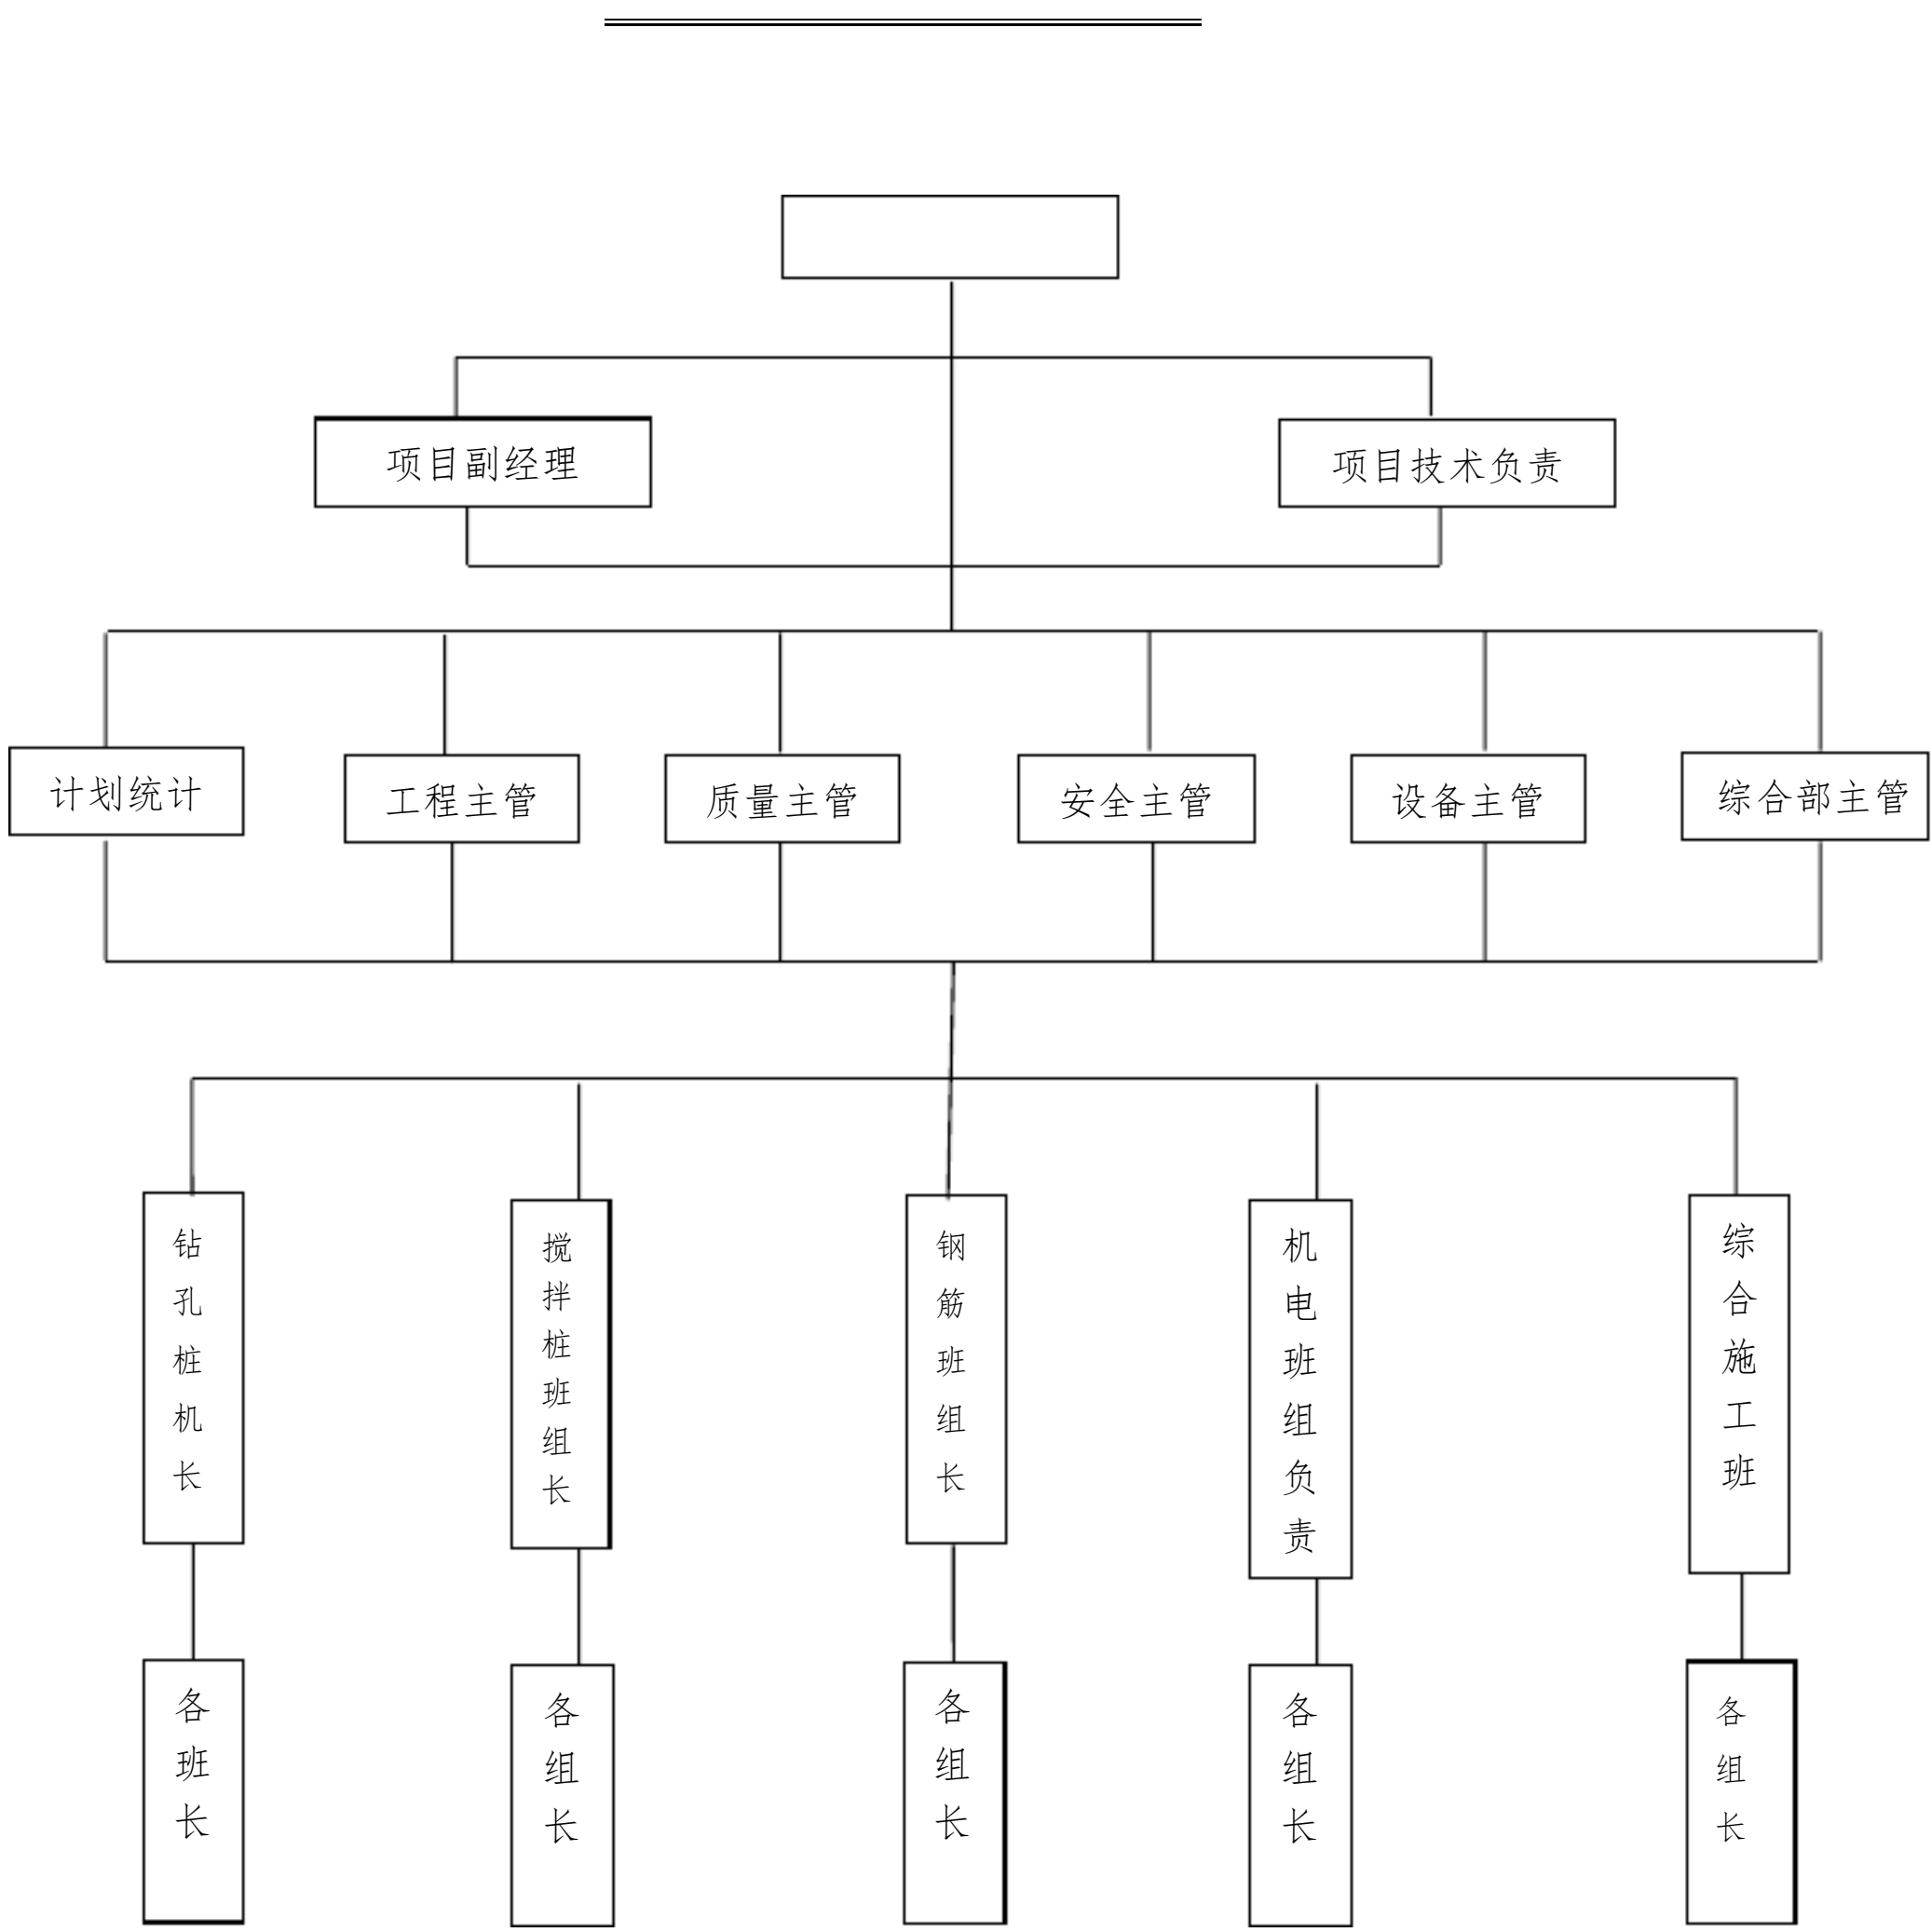 项目副经理
项目技术负责
计划统计
工程主管
质量主管
安全主管
设备主管
综合部主管
钻孔桩机长
搅拌桩班组长
钢筋班组长
机电班组负责
综合施工班
各班长
各组长
各组长
各组长
各组长